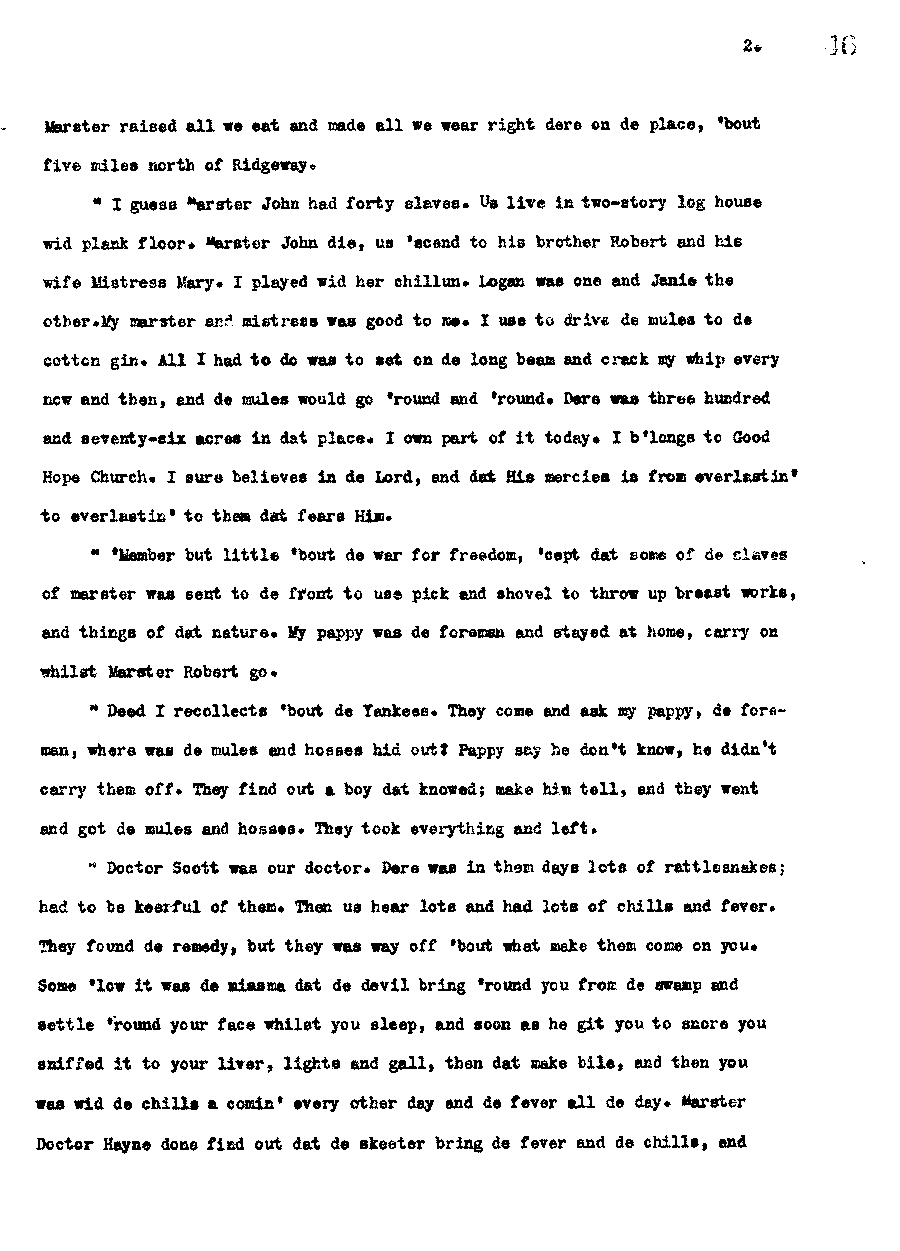 2. 16
Marster raised all we eat and made all we wear right dere on de place, 'bout
five miles north of Ridgeway.
" I guess Marster John had forty slaves. Us live in two-story log house
wid plank floor. Marster John die, us 'scend to his brother Robert and his
wife Mistress Mary. I played wid her chillun. Logan was one and Janie the
other.My marster and mistress was good to me. I use to drive de mules to de
cotton gin. All I had to do was to set on de long beam and crack my whip every
now and then, and de mules would go 'round and 'round. Dere was three hundred
and seventy-six acres in dat place. I own part of it today. I b'longs to Good
Hope Church. I sure believes in de Lord, and dat His mercies is from everlastin'
to everlastin' to them dat fears Him.
" 'Member but little 'bout de war for freedom, 'cept dat some of de slaves
of marster was sent to de front to use pick and shovel to throw up breast works,
and things of dat nature. My pappy was de foreman and stayed at home, carry on
whilst Marster Robert go.
" Deed I recollects 'bout de Yankees. They come and ask my pappy, de fore-
man, where was de mules and hosses hid out? Pappy say he don't know, he didn't
carry them off. They find out a boy dat knowed; make him tell, and they went
and got de mules and hosses. They took everything and left.
" Doctor Scott was our doctor. Dere was in them days lots of rattlesnakes;
had to be keerful of them. Then us hear lots and had lots of chills and fever.
They found de remedy, but they was way off 'bout what make them come on you.
Some 'low it was de miasma dat de devil bring 'round you from de swamp and
settle 'round your face whilst you sleep, and soon as he git you to snore you
sniffed it to your liver, lights and gall, then dat make bile, and then you
was wid de chills a comin' every other day and de fever all de day. Marster
Doctor Hayne done find out dat de skeeter bring de fever and de chills, and